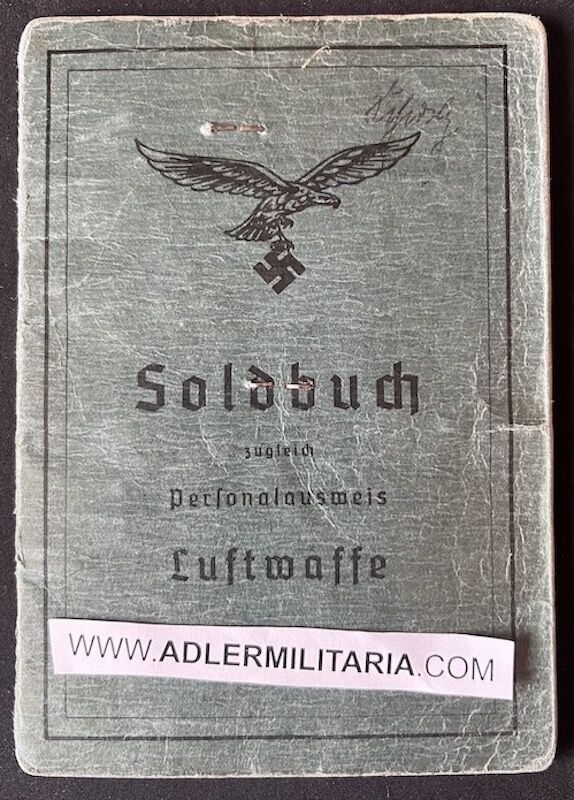 Soldbuch
zugleich
Personalausweis
Luftwaffe
WWW.ADLERMILITARIA.COM